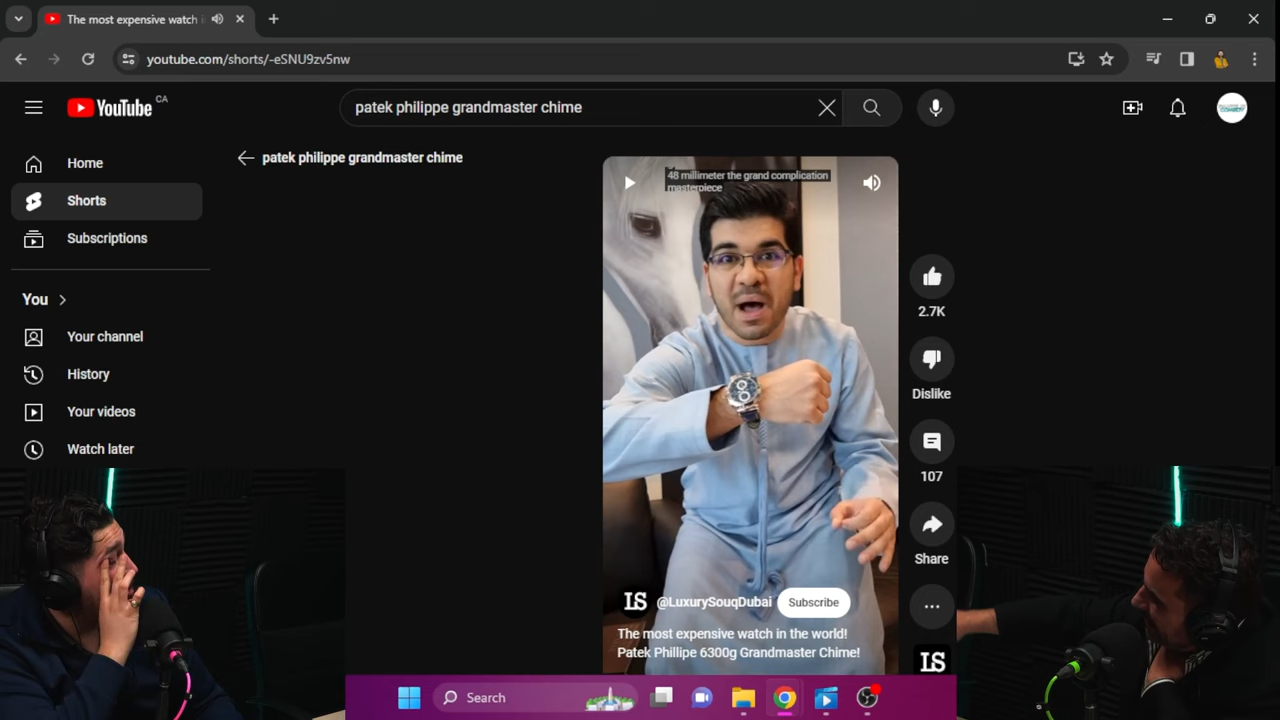 The most expensive watch i
youtube.com/shorts/-eSNU9zv5nw
YouTube CA
patek philippe grandmaster chime
patek philippe grandmaster chime
Home
Shorts
Subscriptions
You
Your channel
History
Your videos
Watch later
48 millimeter the grand complication
masterpiece
2.7K
Dislike
107
Share
LS @LuxurySouqDubai Subscribe
The most expensive watch in the world!
Patek Phillipe 6300g Grandmaster Chime!
LS
Search